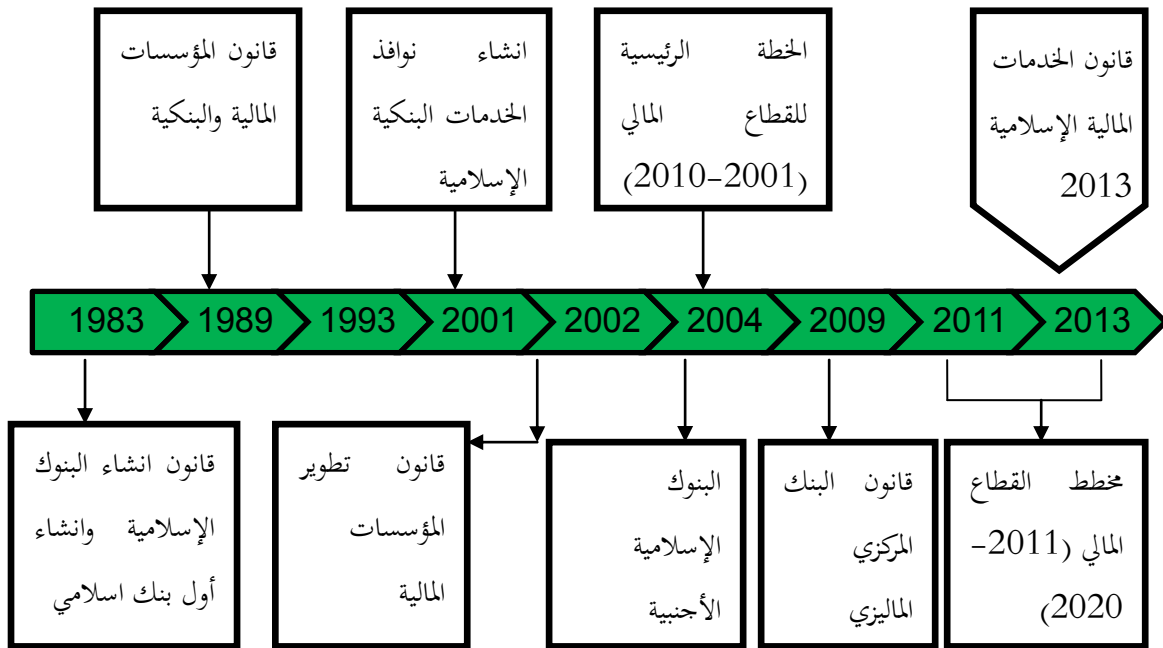 قانون المؤسسات
المالية والبنكية
انشاء نوافذ
الخدمات البنكية
الإسلامية
الخطة الرئيسية
للقطاع المالي
(2001-2010)
قانون الخدمات
المالية الإسلامية
2013
1983 1989 1993 2001 2002 2004 2009 2011 2013
قانون انشاء البنوك
الإسلامية وانشاء
أول بنك اسلامي
قانون تطوير
المؤسسات
المالية
البنوك
الإسلامية
الأجنبية
قانون البنك
المركزي
الماليزي
مخطط القطاع
المالي (2011-
2020)